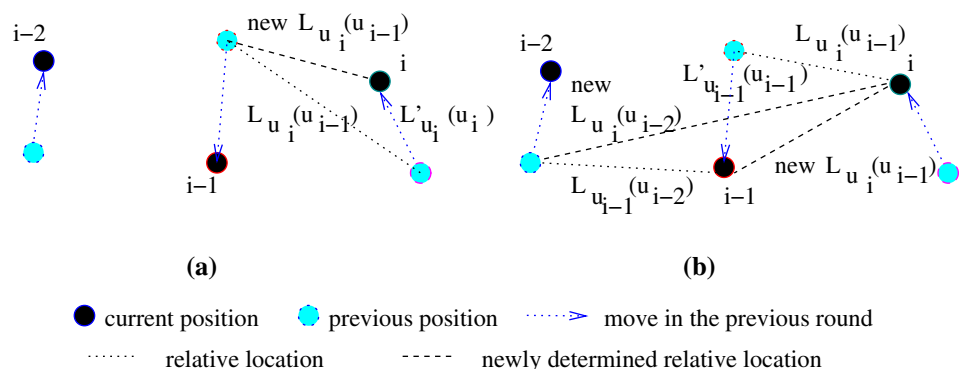 i−2
new L u i (u i−1)
i
L u i (u i−1)
L' u i (u i)
i−1
(a)
i−2
new
L u i (u i−1)
i
L' u i−1 (u i−1)
L u i (u i−2)
L u i−1 (u i−2)
i−1
new L u i (u i−1)
(b)
current position
previous position
move in the previous round
relative location
newly determined relative location